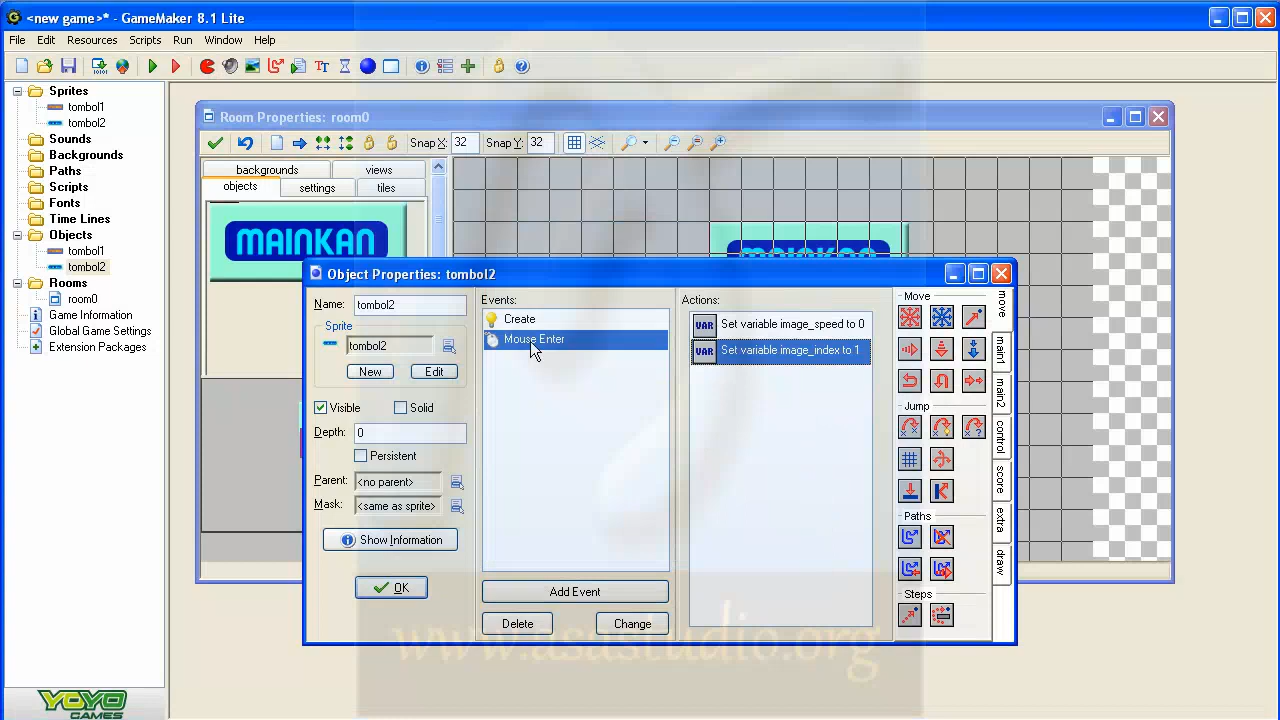 <new game>* - GameMaker 8.1 Lite
File Edit Resources Scripts Run Window Help
Sprites
tombol1
tombol2
Sounds
Backgrounds
Paths
Scripts
Fonts
Time Lines
Objects
tombol1
tombol2
Rooms
room0
Game Information
Global Game Settings
Extension Packages
YOYO
GAMES
Room Properties: room0
Snap X: 32 Snap Y: 32
backgrounds views
objects settings tiles
MAINKAN
MAINKAN
Object Properties: tombol2
Name: tombol2
Sprite
tombol2
New Edit
Visible Solid
Depth: 0
Persistent
Parent: <no parent>
Mask: <same as sprite>
Show Information
OK
Events:
Create
Mouse Enter
Add Event
Delete Change
Actions:
VAR Set variable image_speed to 0
VAR Set variable image_index to 1
Move
Jump
Paths
Steps
move
main1
main2
control
score
extra
draw
www.asastudio.org